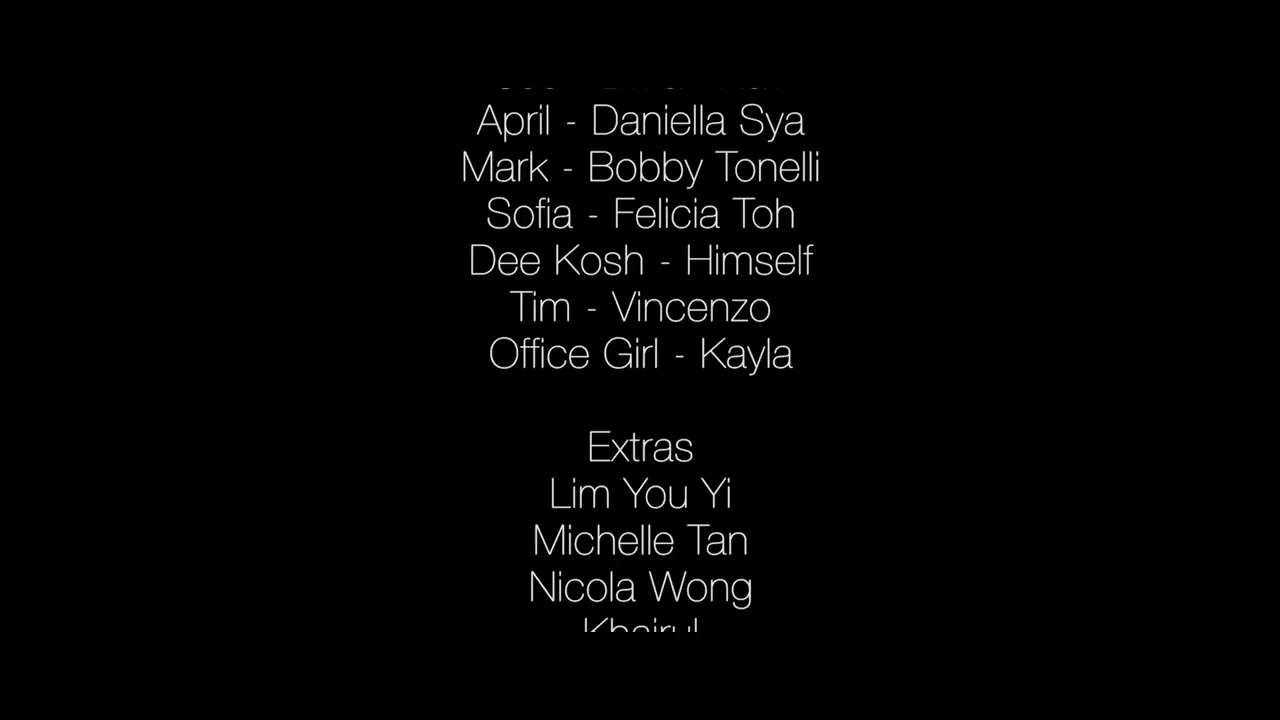 April - Daniella Sya
Mark - Bobby Tonelli
Sofia - Felicia Toh
Dee Kosh - Himself
Tim - Vincenzo
Office Girl - Kayla
Extras
Lim You Yi
Michelle Tan
Nicola Wong
Khairul